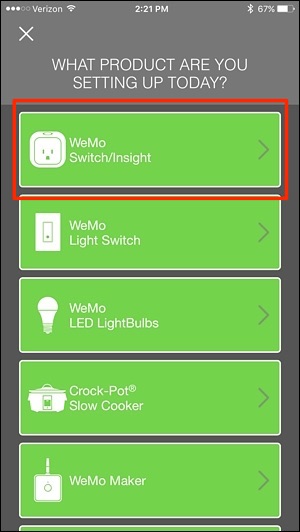 Verizon 2:21 PM 67%
WHAT PRODUCT ARE YOU
SETTING UP TODAY?
WeMo
Switch/Insight
WeMo
Light Switch
WeMo
LED LightBulbs
Crock-Pot®
Slow Cooker
WeMo Maker